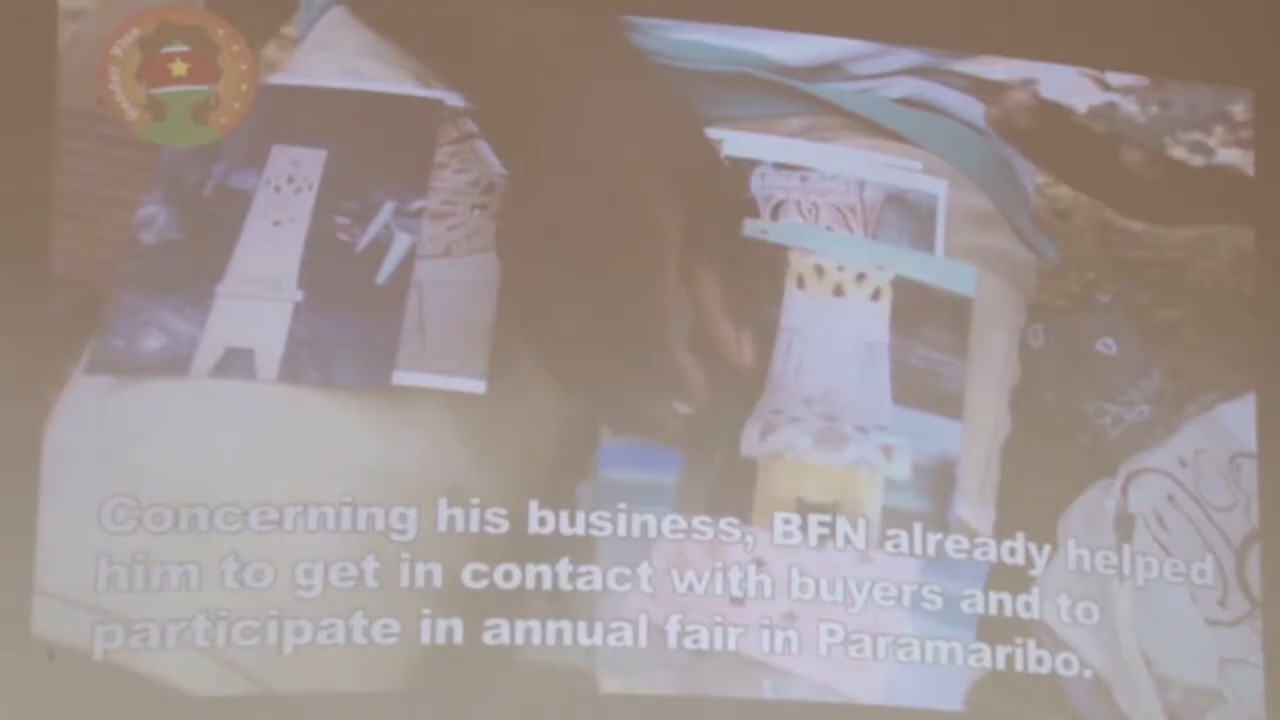 Concerning his business, BFN already helped
him to get in contact with buyers and to
participate in annual fair in Paramaribo.